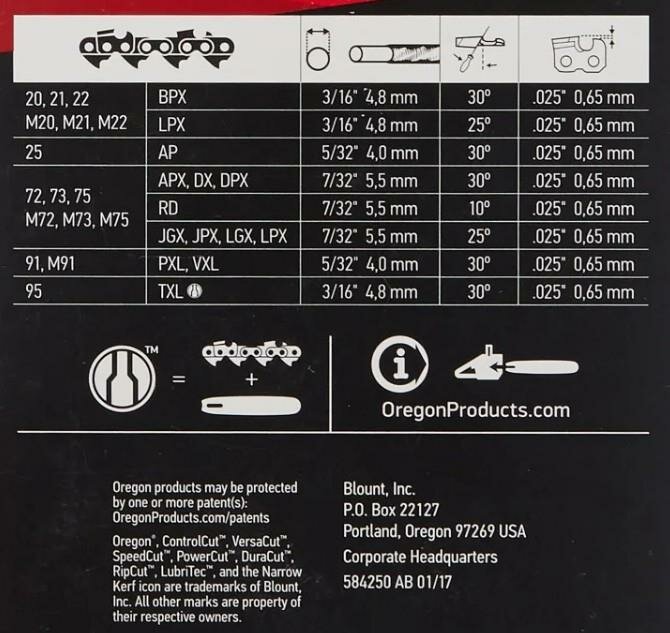 20, 21, 22
M20, M21, M22
BPX 3/16" 4,8 mm 30º .025" 0,65 mm
LPX 3/16" 4,8 mm 25º .025" 0,65 mm
25 AP 5/32" 4,0 mm 30º .025" 0,65 mm
72, 73, 75
M72, M73, M75
APX, DX, DPX 7/32" 5,5 mm 30º .025" 0,65 mm
RD 7/32" 5,5 mm 10º .025" 0,65 mm
JGX, JPX, LGX, LPX 7/32" 5,5 mm 25º .025" 0,65 mm
91, M91 PXL, VXL 5/32" 4,0 mm 30º .025" 0,65 mm
95 TXL 3/16" 4,8 mm 30º .025" 0,65 mm
™ = +
i
OregonProducts.com
Oregon products may be protected
by one or more patent(s):
OregonProducts.com/patents
Oregon®, ControlCut™, VersaCut™,
SpeedCut™, PowerCut™, DuraCut™,
RipCut™, LubriTec™, and the Narrow
Kerf icon are trademarks of Blount,
Inc. All other marks are property of
their respective owners.
Blount, Inc.
P.O. Box 22127
Portland, Oregon 97269 USA
Corporate Headquarters
584250 AB 01/17